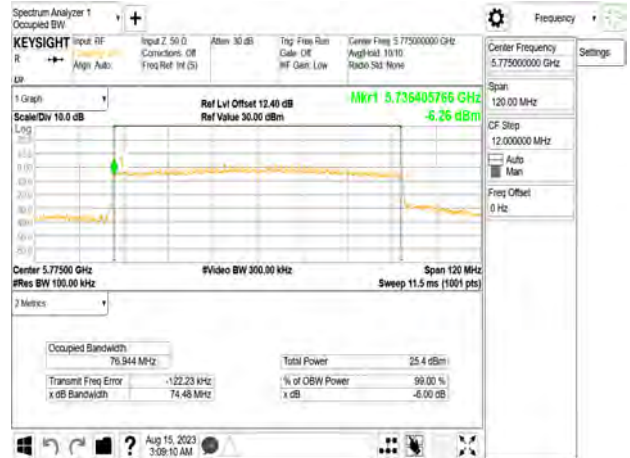 Spectrum Analyzer 1
Occupied BW
Frequency
KEYSIGHT Input: RF Input Z: 50 Ω Atten: 30 dB Trig: Free Run Center Freq: 5.775000000 GHz
R Corrections: Off Gate: Off Avg|Hold: 10/10
Align: Auto Freq Ref: Int (S) #IF Gain: Low Radio Std: None
Center Frequency
5.775000000 GHz
Settings
Span
120.00 MHz
CF Step
12.000000 MHz
Auto
Man
Freq Offset
0 Hz
1 Graph
Scale/Div 10.0 dB
Ref Lvl Offset 12.40 dB
Ref Value 30.00 dBm
Mkr1 5.736405766 GHz
-6.26 dBm
Log
1
Center 5.77500 GHz
#Video BW 300.00 kHz
Span 120 MHz
#Res BW 100.00 kHz
Sweep 11.5 ms (1001 pts)
2 Metrics
Occupied Bandwidth
76.944 MHz
Total Power 25.4 dBm
Transmit Freq Error -122.23 kHz
% of OBW Power 99.00 %
x dB Bandwidth 74.48 MHz
x dB -6.00 dB
?
Aug 15, 2023
3:09:10 AM